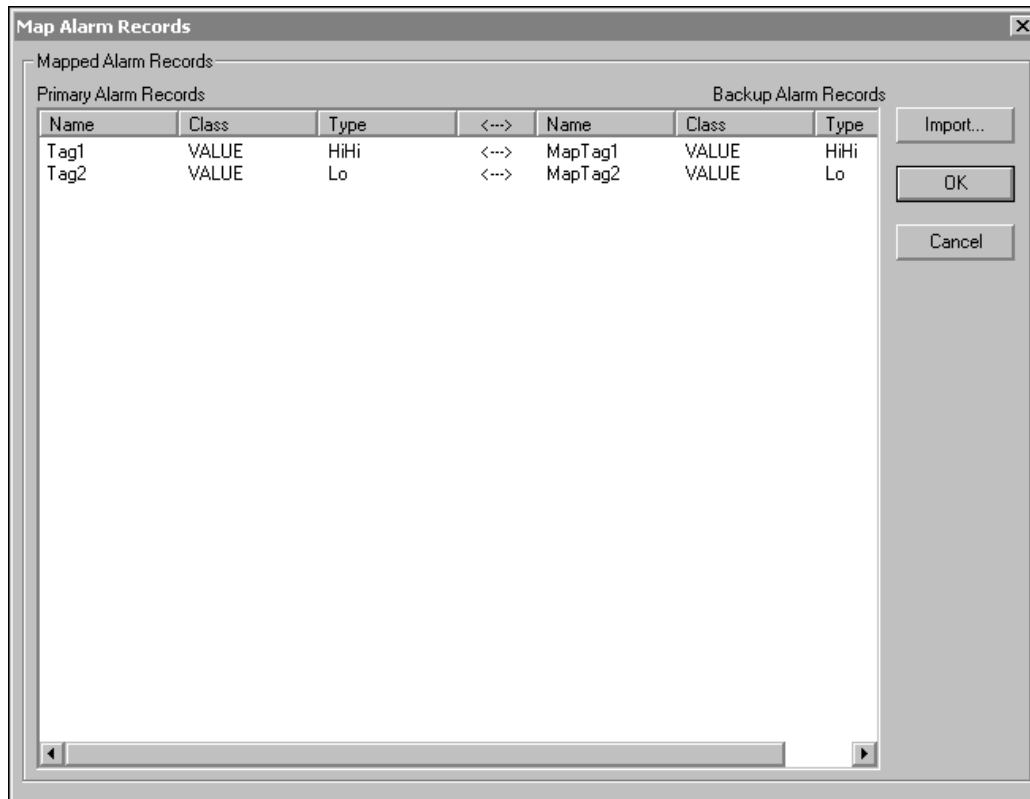 Map Alarm Records
Mapped Alarm Records
Primary Alarm Records Backup Alarm Records
Name Class Type <---> Name Class Type
Tag1 VALUE HiHi <---> MapTag1 VALUE HiHi
Tag2 VALUE Lo <---> MapTag2 VALUE Lo
Import...
OK
Cancel